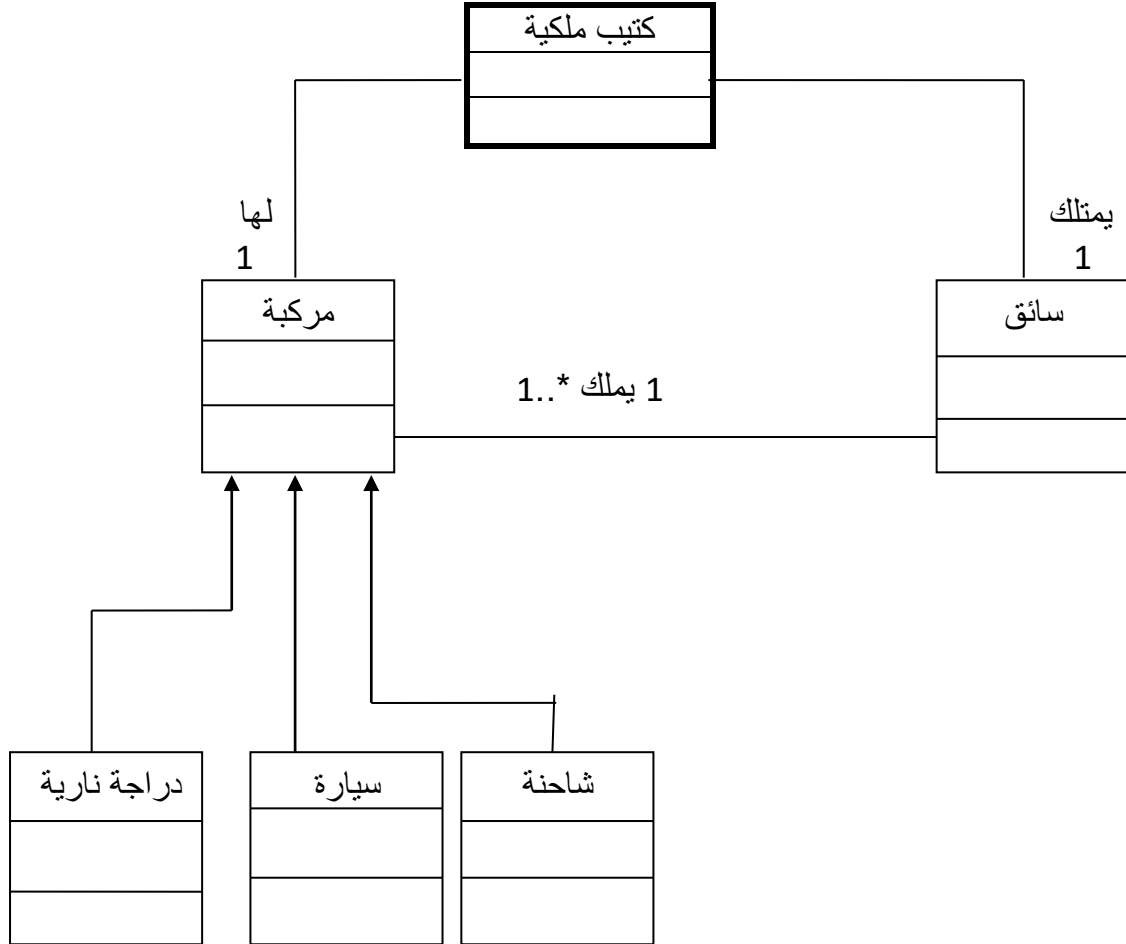 كتيب ملكية
يمتلك
1
لها
1
سائق
مركبة
1 يملك *..1
شاحنة
سيارة
دراجة نارية